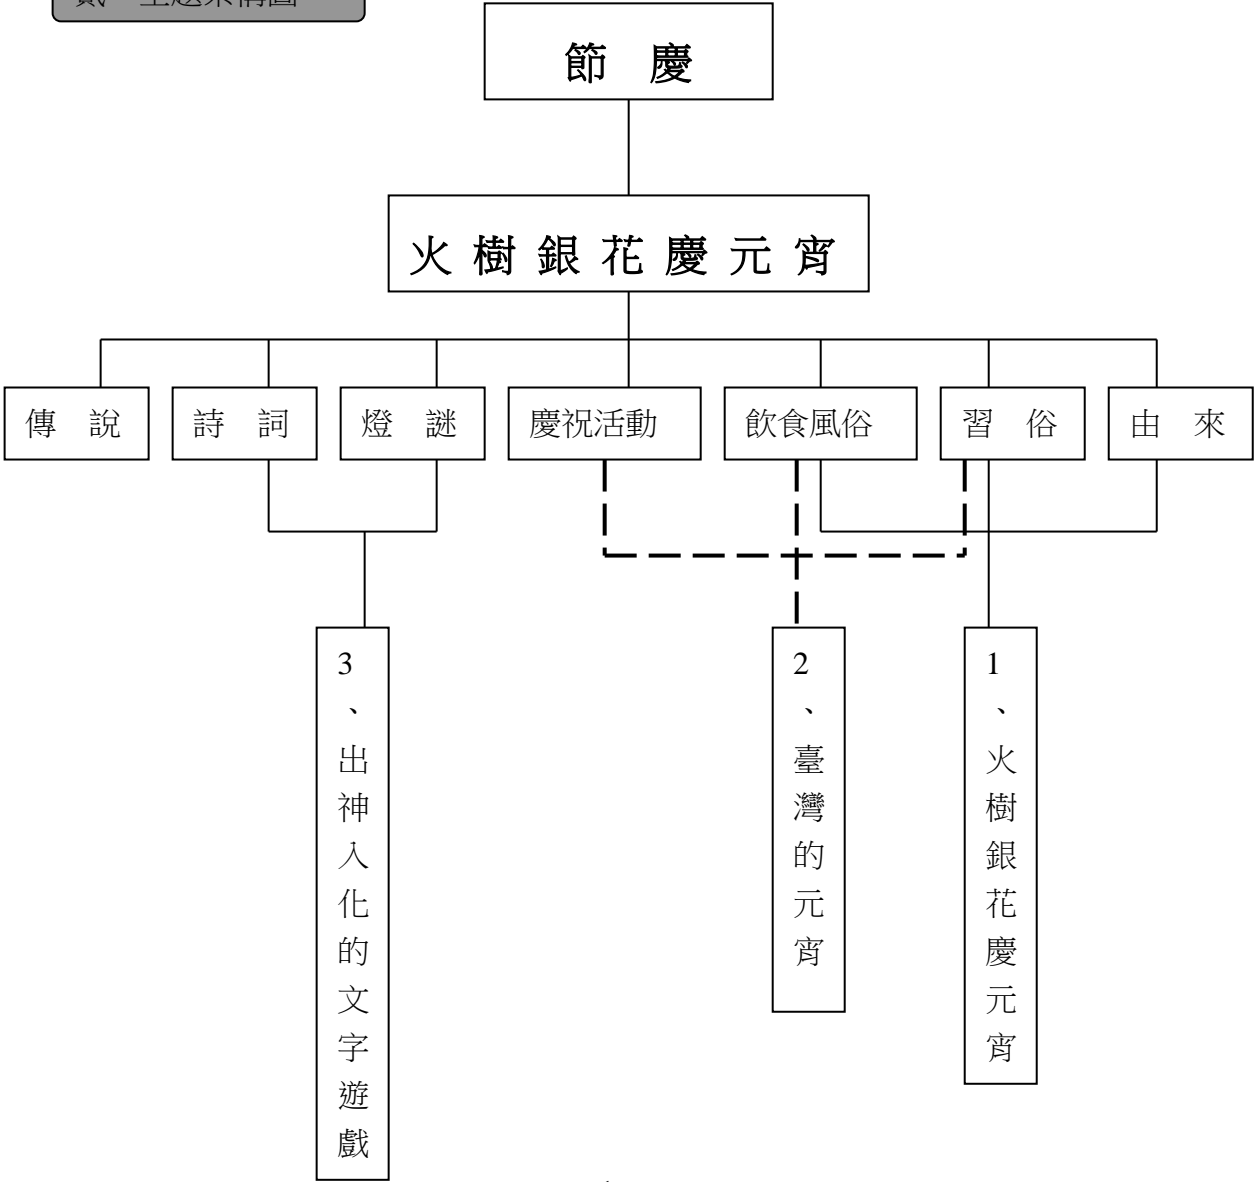 節 慶
火樹銀花慶元宵
傳 說
詩 詞
燈 謎
慶祝活動
飲食風俗
習 俗
由 來
3、出神入化的文字遊戲
2、臺灣的元宵
1、火樹銀花慶元宵